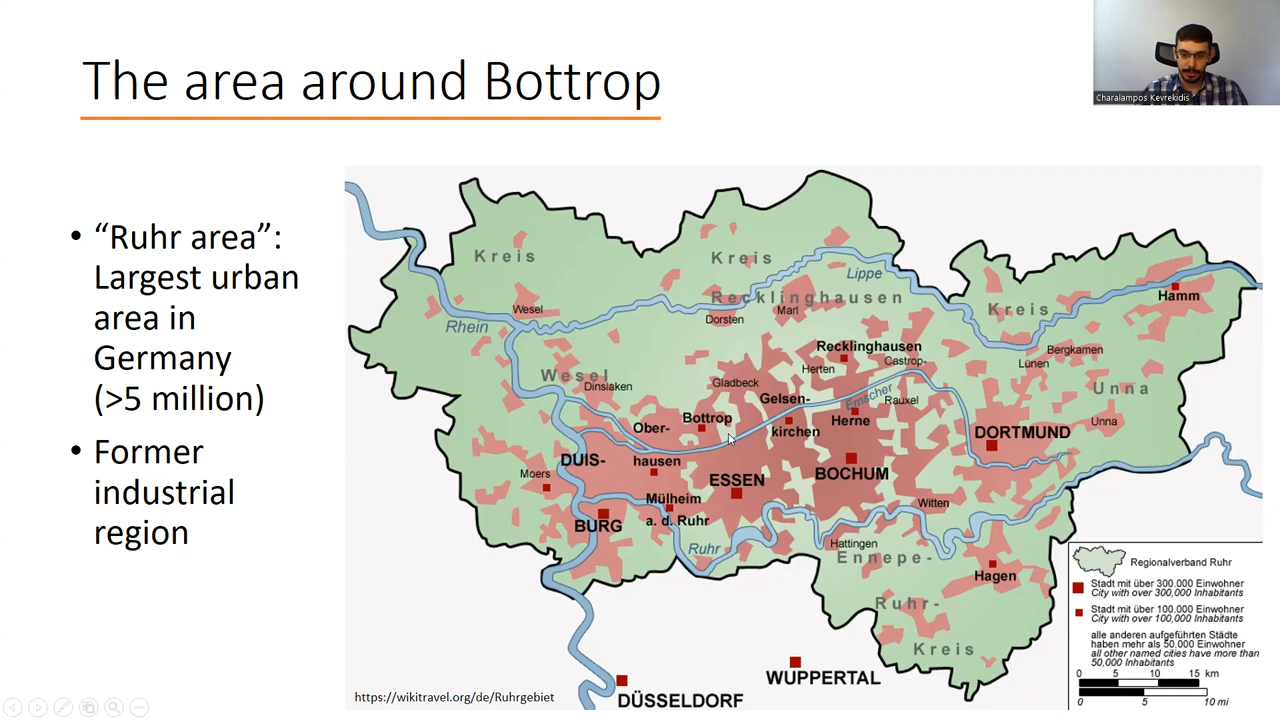 The area around Bottrop
Charalampos Kevrekidis
• “Ruhr area”:
Largest urban
area in
Germany
(>5 million)
• Former
industrial
region
Kreis
Wesel
Rhein
Wesel
Dinslaken
Kreis
Recklinghausen
Lippe
Dorsten
Marl
Kreis
Unna
Hamm
Bergkamen
Lünen
Unna
Recklinghausen
Herten
Castrop-
Rauxel
Gladbeck
Gelsen-
kirchen
Emscher
Herne
Bottrop
Ober-
hausen
DUIS-
BURG
Moers
Mülheim
a. d. Ruhr
ESSEN
BOCHUM
DORTMUND
Witten
Ruhr
Hattingen
Ennepe-
Ruhr-
Kreis
Hagen
WUPPERTAL
DÜSSELDORF
https://wikitravel.org/de/Ruhrgebiet
Regionalverband Ruhr
Stadt mit über 300.000 Einwohner
City with over 300,000 Inhabitants
Stadt mit über 100.000 Einwohner
City with over 100,000 Inhabitants
alle anderen aufgeführten Städte
haben mehr als 50.000 Einwohner
all other named cities have more than
50,000 Inhabitants
0 5 10 15 km
0 5 10 mi